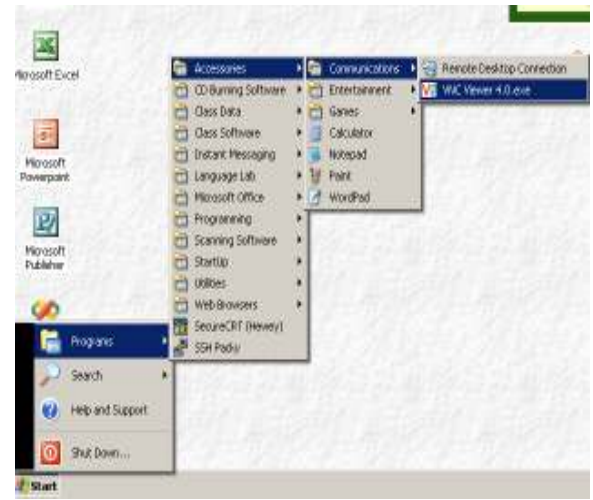 Microsoft Excel
Microsoft
Powerpoint
Microsoft
Publisher
Programs
Search
Help and Support
Shut Down...
Start
Accessories
CD Burning Software
Class Data
Class Software
Instant Messaging
Language Lab
Microsoft Office
Programming
Scanning Software
StartUp
Utilities
Web Browsers
SecureCRT (Hewey)
SSH
Communications
Entertainment
Games
Calculator
Notepad
Paint
WordPad
Remote Desktop Connection
VNC Viewer 4.0.exe